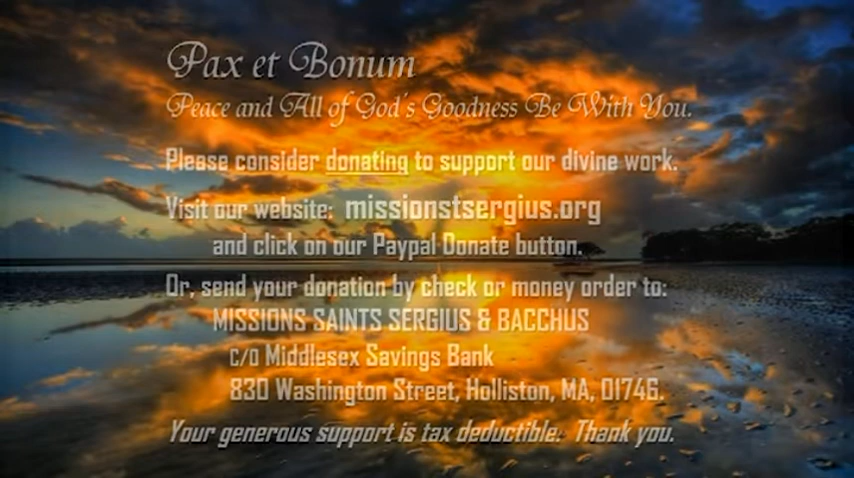 Pax et Bonum
Peace and All of God's Goodness Be With You.
Please consider donating to support our divine work.
Visit our website: missionstsergius.org
and click on our Paypal Donate button.
Or, send your donation by check or money order to:
MISSIONS SAINTS SERGIUS & BACCHUS
c/o Middlesex Savings Bank
830 Washington Street, Holliston, MA, 01746.
Your generous support is tax deductible. Thank you.